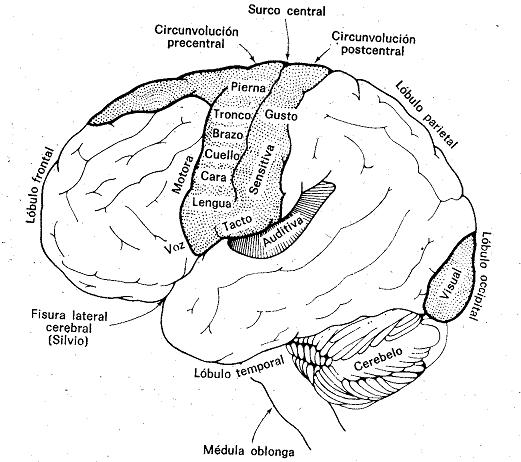 Surco central
Circunvolución
precentral
Circunvolución
postcentral
Lóbulo parietal
Lóbulo frontal
Motora
Pierna
Tronco
Brazo
Cuello
Cara
Lengua
Voz
Gusto
Sensitiva
Tacto
Auditiva
Visual
Lóbulo occipital
Fisura lateral
cerebral
(Silvio)
Lóbulo temporal
Cerebelo
Médula oblonga